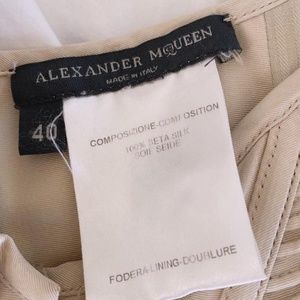 ALEXANDER McQUEEN
MADE IN ITALY
40
COMPOSIZIONE-COMPOSITION
100% SETA-SILK
SOIE SEIDE
FODERA-LINING-DOUBLURE